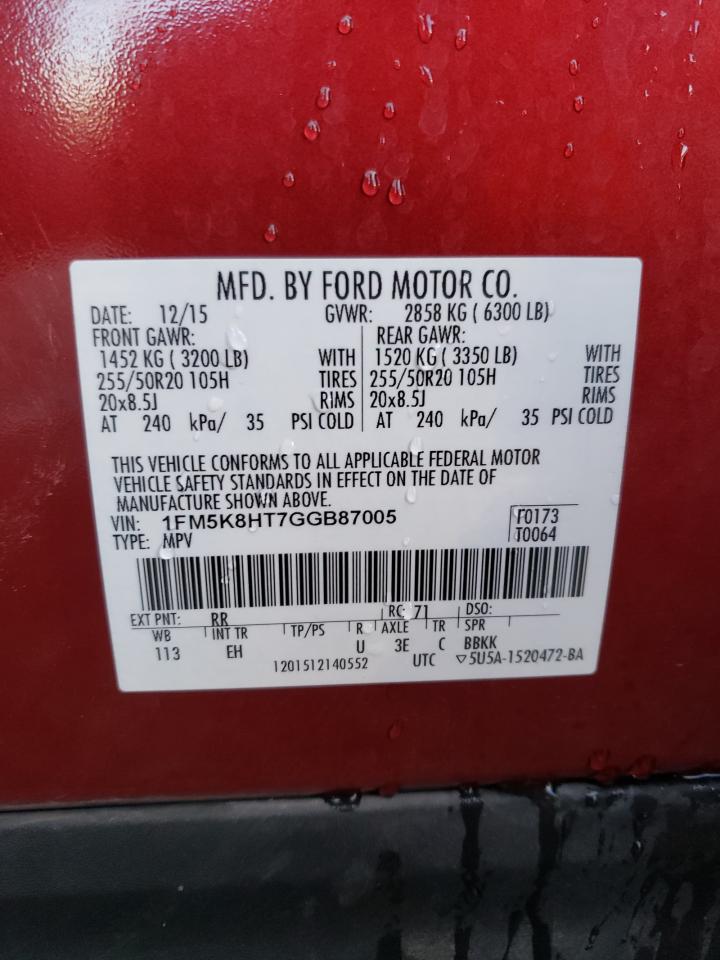 MFD. BY FORD MOTOR CO.
DATE: 12/15 GVWR: 2858 KG ( 6300 LB)
FRONT GAWR: REAR GAWR:
1452 KG ( 3200 LB) WITH 1520 KG ( 3350 LB) WITH
255/50R20 105H TIRES 255/50R20 105H TIRES
20x8.5J RIMS 20x8.5J RIMS
AT 240 kPa/ 35 PSI COLD AT 240 kPa/ 35 PSI COLD
THIS VEHICLE CONFORMS TO ALL APPLICABLE FEDERAL MOTOR
VEHICLE SAFETY STANDARDS IN EFFECT ON THE DATE OF
MANUFACTURE SHOWN ABOVE.
VIN: 1FM5K8HT7GGB87005 F0173
TYPE: MPV T0064
EXT PNT: RR RC: 71 DSO:
WB INT TR TP/PS R AXLE TR SPR
113 EH U 3E C BBKK
1201512140552 UTC ▽5U5A-1520472-BA